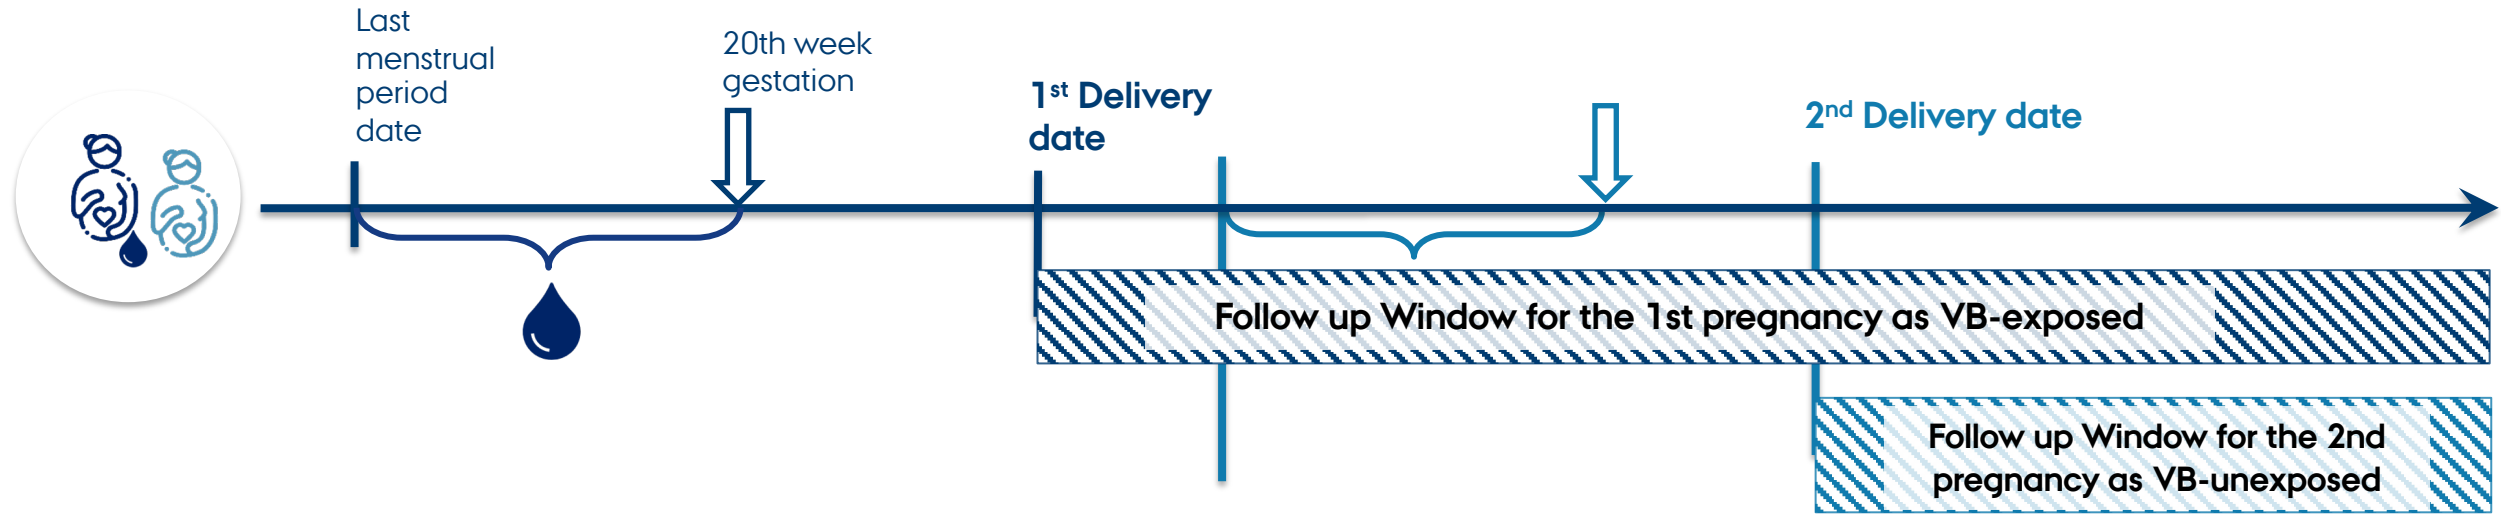 Last
menstrual
period
date
20th week
gestation
1st Delivery
date
2nd Delivery date
Follow up Window for the 1st pregnancy as VB-exposed
Follow up Window for the 2nd
pregnancy as VB-unexposed